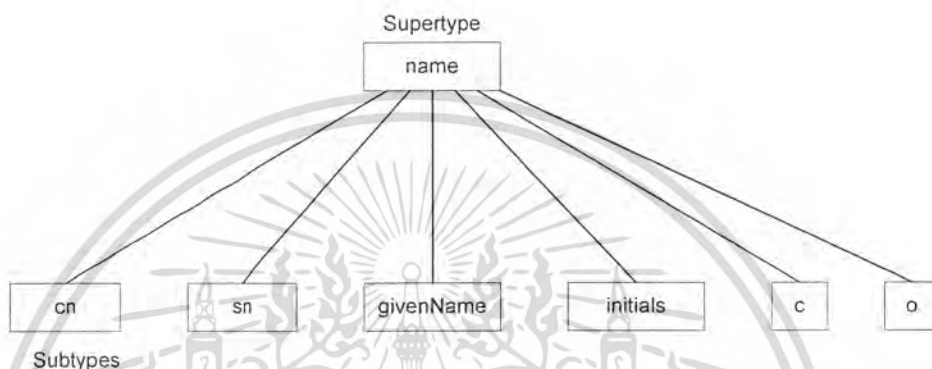 Supertype
name
cn
sn
givenName
initials
c
o
Subtypes